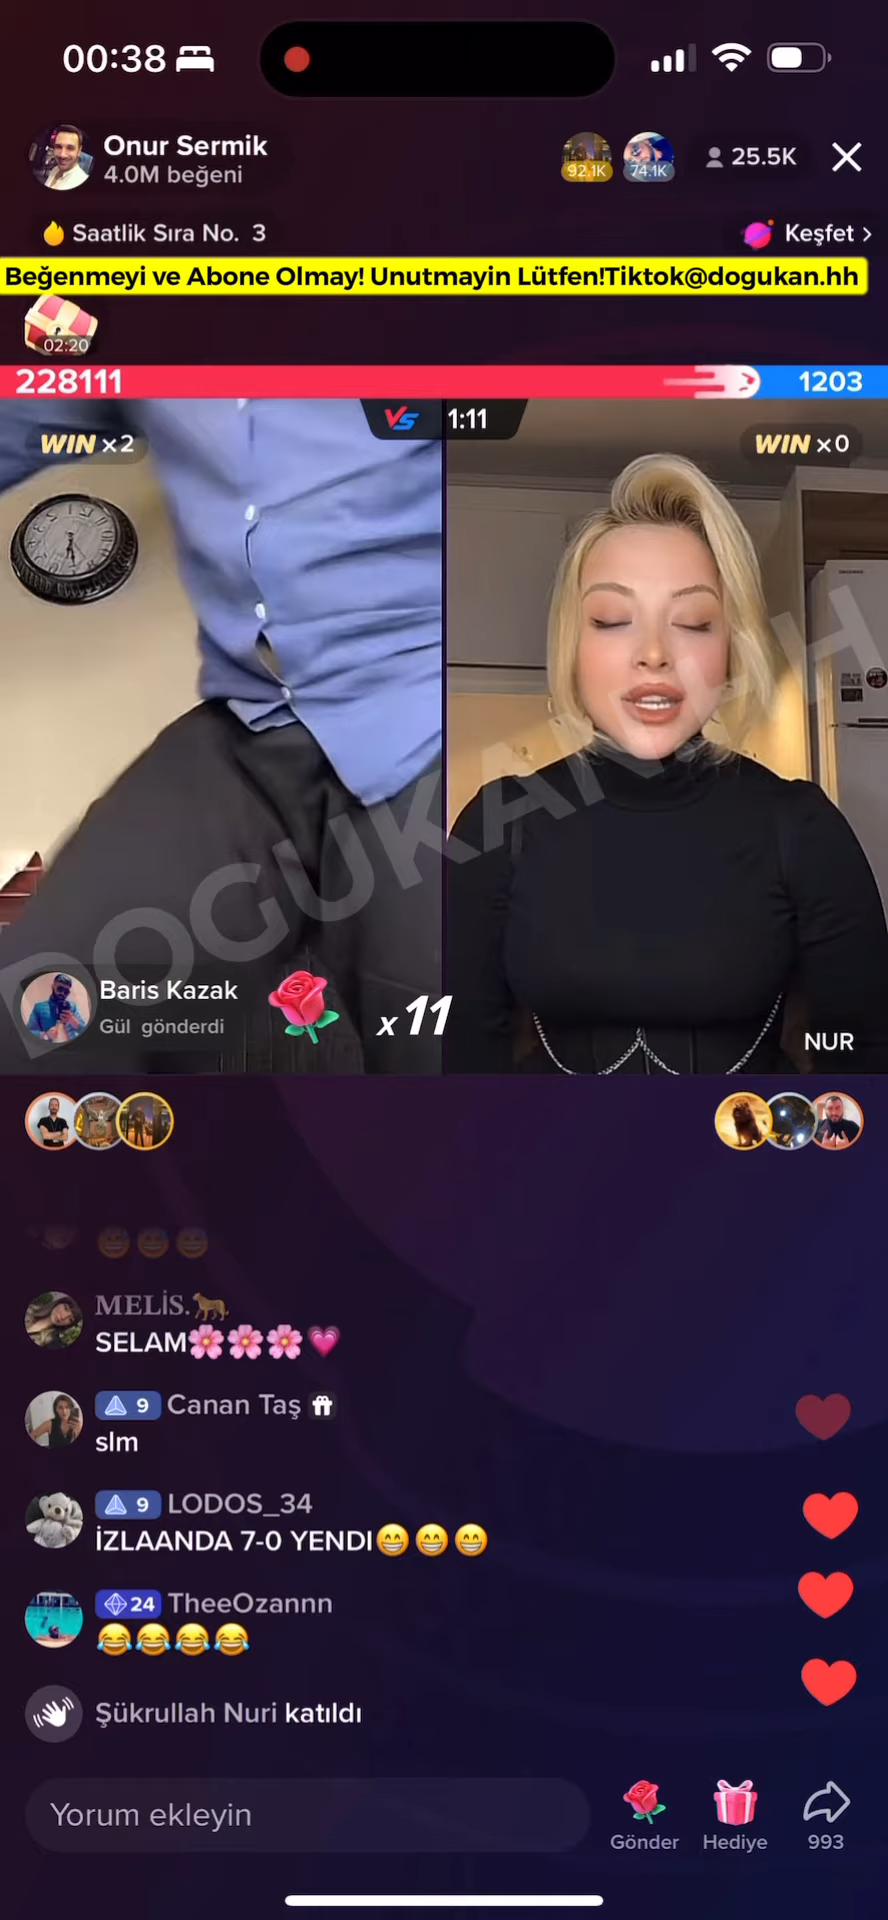 00:38
Onur Sermik
4.0M beğeni
92.1K
74.1K
25.5K
Saatlik Sıra No. 3
Keşfet >
Beğenmeyi ve Abone Olmay! Unutmayin Lütfen!Tiktok@dogukan.hh
02:20
228111
1203
WIN x2
VS 1:11
WIN x0
DOGUKAN.HH
Baris Kazak
Gül gönderdi
x 11
NUR
MELİS.🐆
SELAM🌸🌸🌸💗
9 Canan Taş
slm
9 LODOS_34
İZLAANDA 7-0 YENDI😁😁😁
24 TheeOzannn
😂😂😂😂
Şükrullah Nuri katıldı
Yorum ekleyin
Gönder
Hediye
993